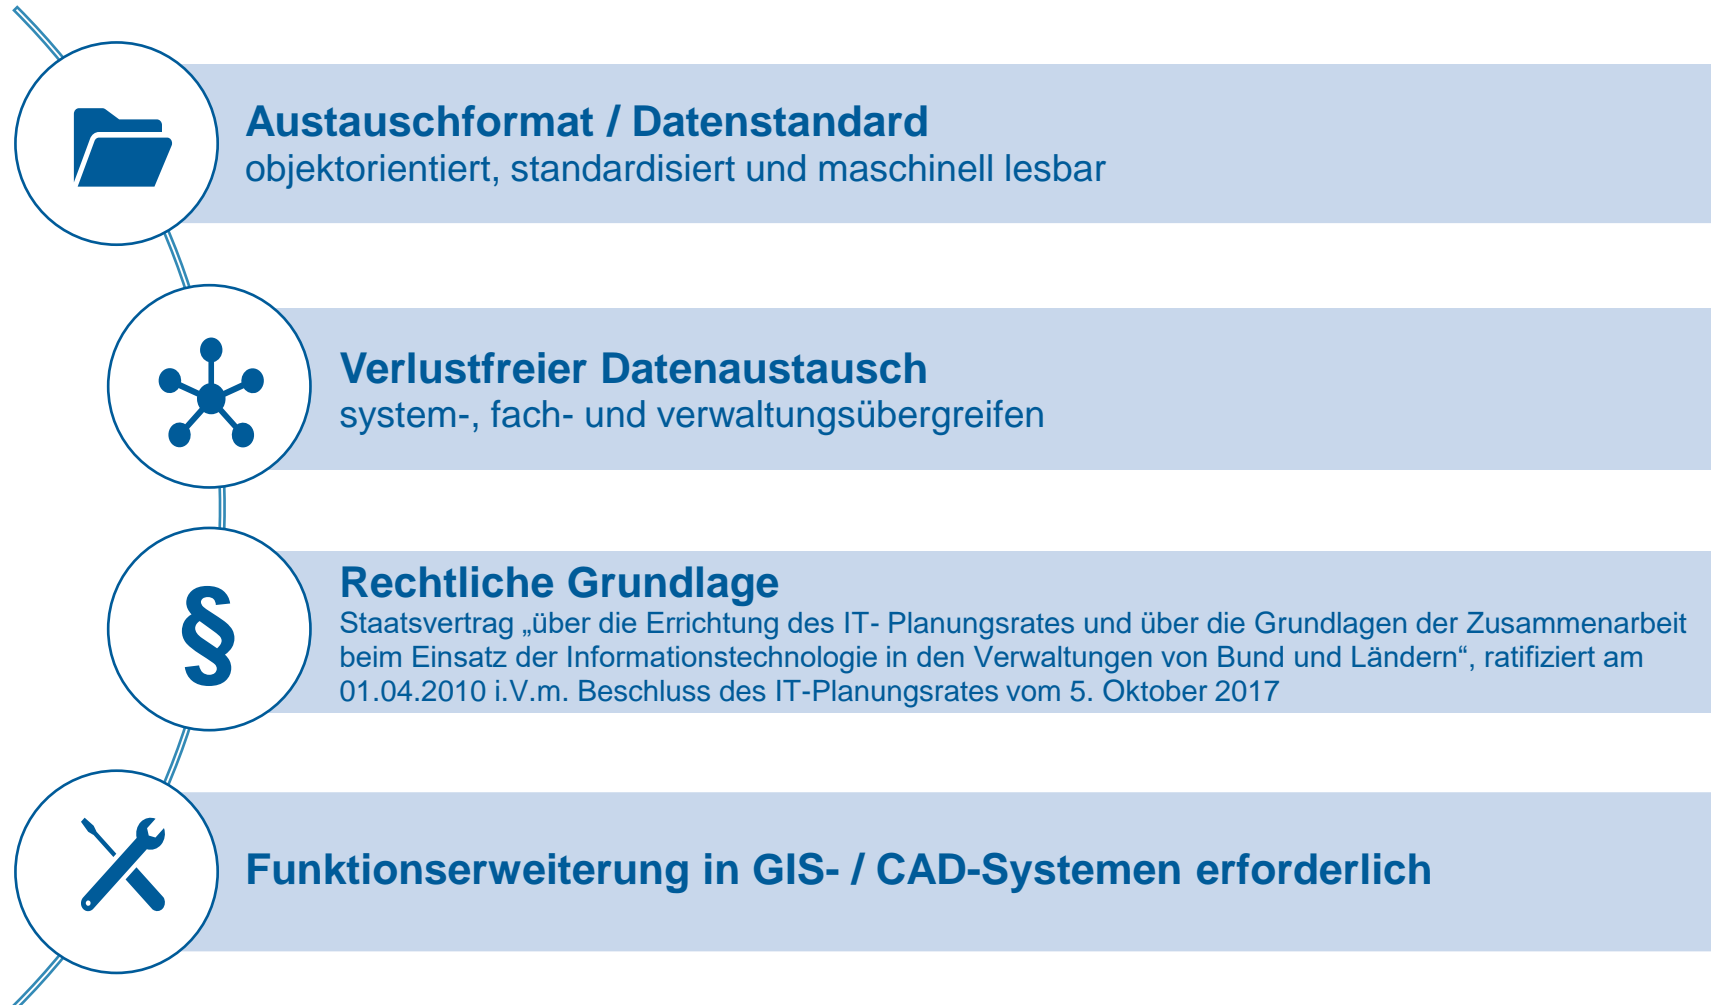 Austauschformat / Datenstandard
objektorientiert, standardisiert und maschinell lesbar
Verlustfreier Datenaustausch
system-, fach- und verwaltungsübergreifen
§
Rechtliche Grundlage
Staatsvertrag „über die Errichtung des IT- Planungsrates und über die Grundlagen der Zusammenarbeit
beim Einsatz der Informationstechnologie in den Verwaltungen von Bund und Ländern“, ratifiziert am
01.04.2010 i.V.m. Beschluss des IT-Planungsrates vom 5. Oktober 2017
Funktionserweiterung in GIS- / CAD-Systemen erforderlich